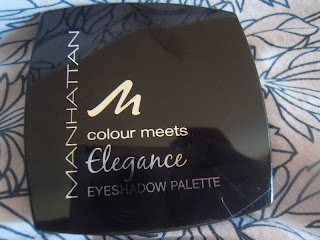 MANHATTAN
M
colour meets
Elegance
EYESHADOW PALETTE